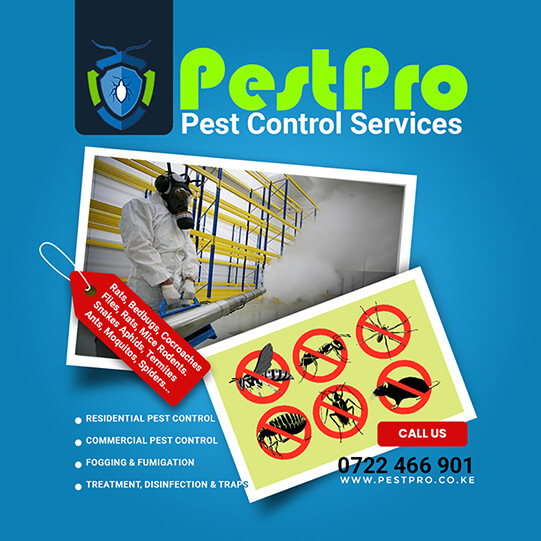 PestPro
Pest Control Services
Rats, Bedbugs, Cocroaches
Flies, Rats, Mice Rodents.
Snakes Aphids, Termites
Ants, Moquitos, Spiders...
RESIDENTIAL PEST CONTROL
COMMERCIAL PEST CONTROL
FOGGING & FUMIGATION
TREATMENT, DISINFECTION & TRAPS
CALL US
0722 466 901
WWW.PESTPRO.CO.KE